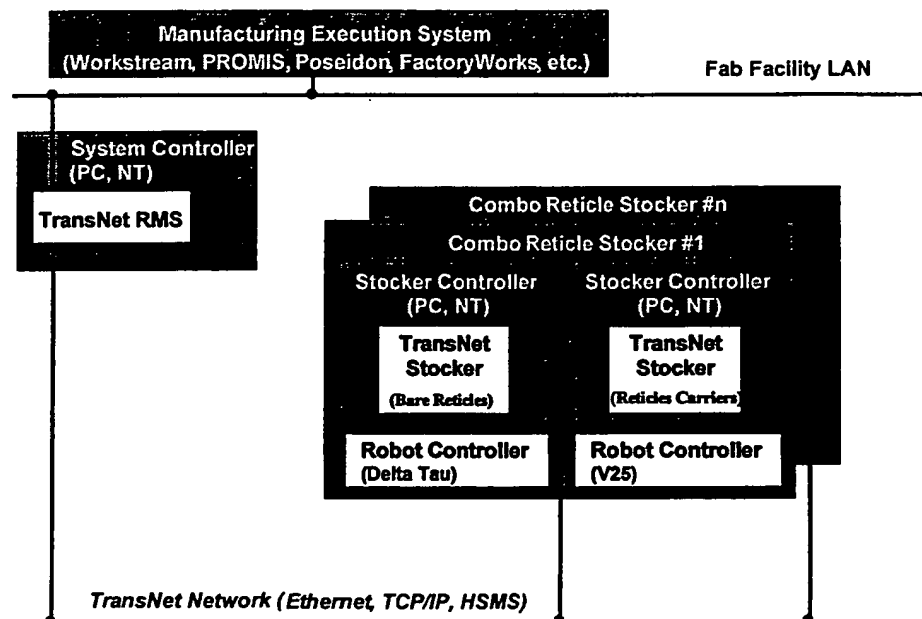 Manufacturing Execution System
(Workstream, PROMIS, Poseidon, FactoryWorks, etc.)
Fab Facility LAN
System Controller
(PC, NT)
TransNet RMS
Combo Reticle Stocker #n
Combo Reticle Stocker #1
Stocker Controller
(PC, NT)
TransNet
Stocker
(Bare Reticles)
Robot Controller
(Delta Tau)
Stocker Controller
(PC, NT)
TransNet
Stocker
(Reticles Carriers)
Robot Controller
(V25)
TransNet Network (Ethernet, TCP/IP, HSMS)